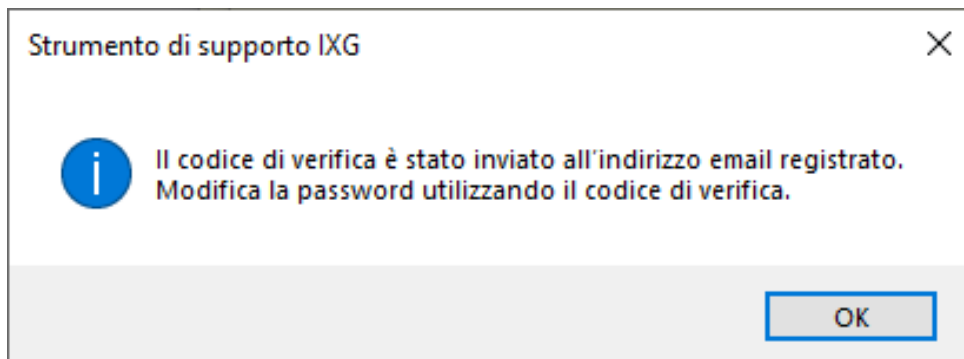 Strumento di supporto IXG
Il codice di verifica è stato inviato all'indirizzo email registrato.
Modifica la password utilizzando il codice di verifica.
OK